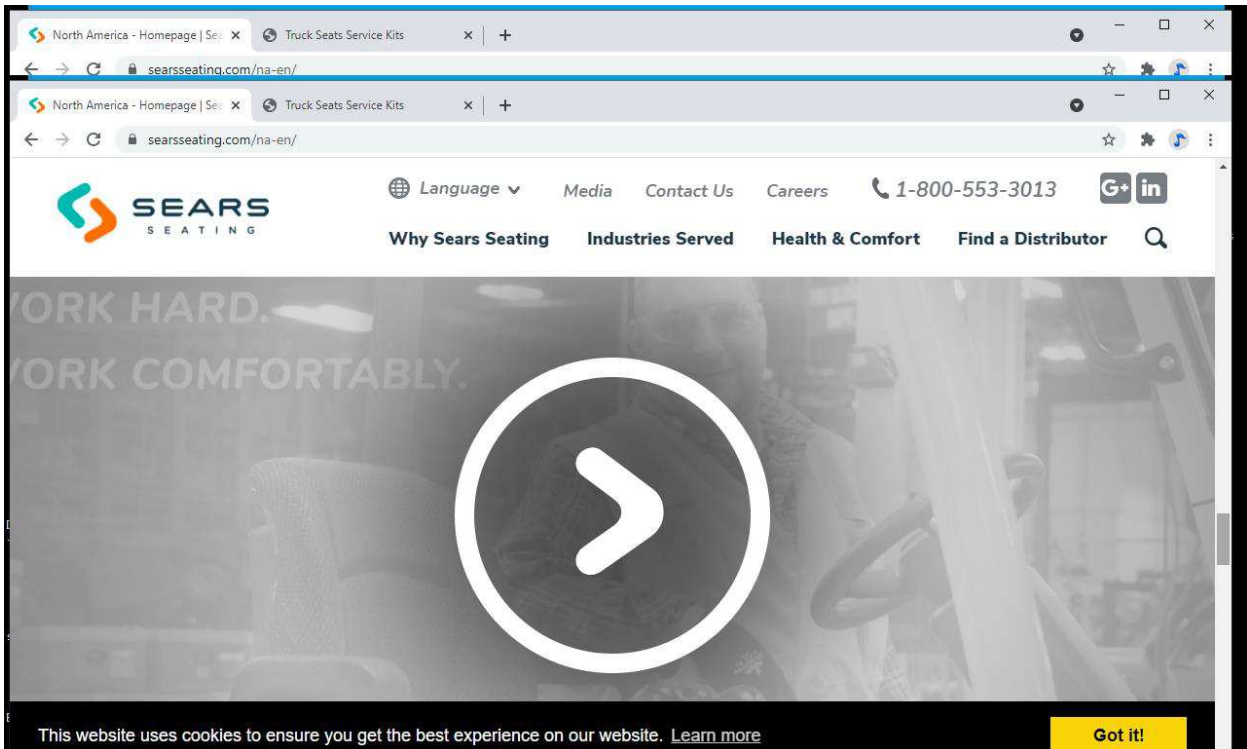 North America - Homepage | Sea
Truck Seats Service Kits
searsseating.com/na-en/
North America - Homepage | Sea
Truck Seats Service Kits
searsseating.com/na-en/
Language
Media
Contact Us
Careers
1-800-553-3013
G+
in
SEARS
SEATING
Why Sears Seating
Industries Served
Health & Comfort
Find a Distributor
ORK HARD.
ORK COMFORTABLY.
This website uses cookies to ensure you get the best experience on our website. Learn more
Got it!